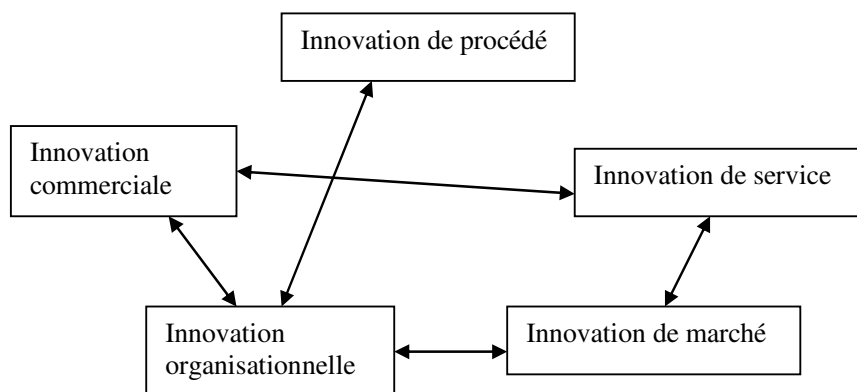 Innovation de procédé
Innovation
commerciale
Innovation de service
Innovation
organisationnelle
Innovation de marché